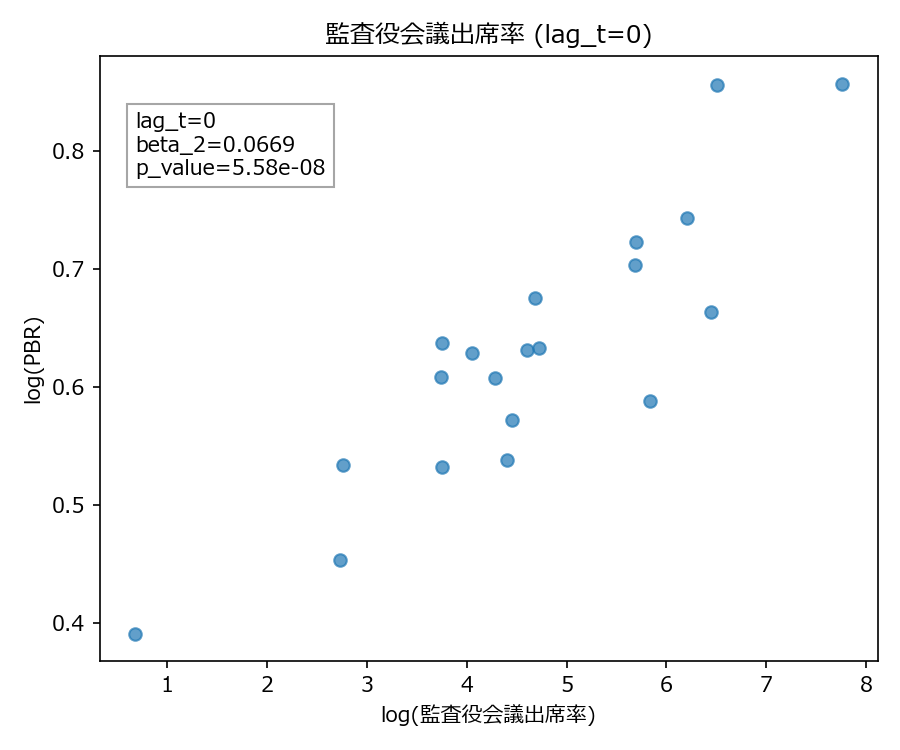 監査役会議出席率 (lag_t=0)
lag_t=0
beta_2=0.0669
p_value=5.58e-08
log(PBR)
0.8
0.7
0.6
0.5
0.4
1 2 3 4 5 6 7 8
log(監査役会議出席率)